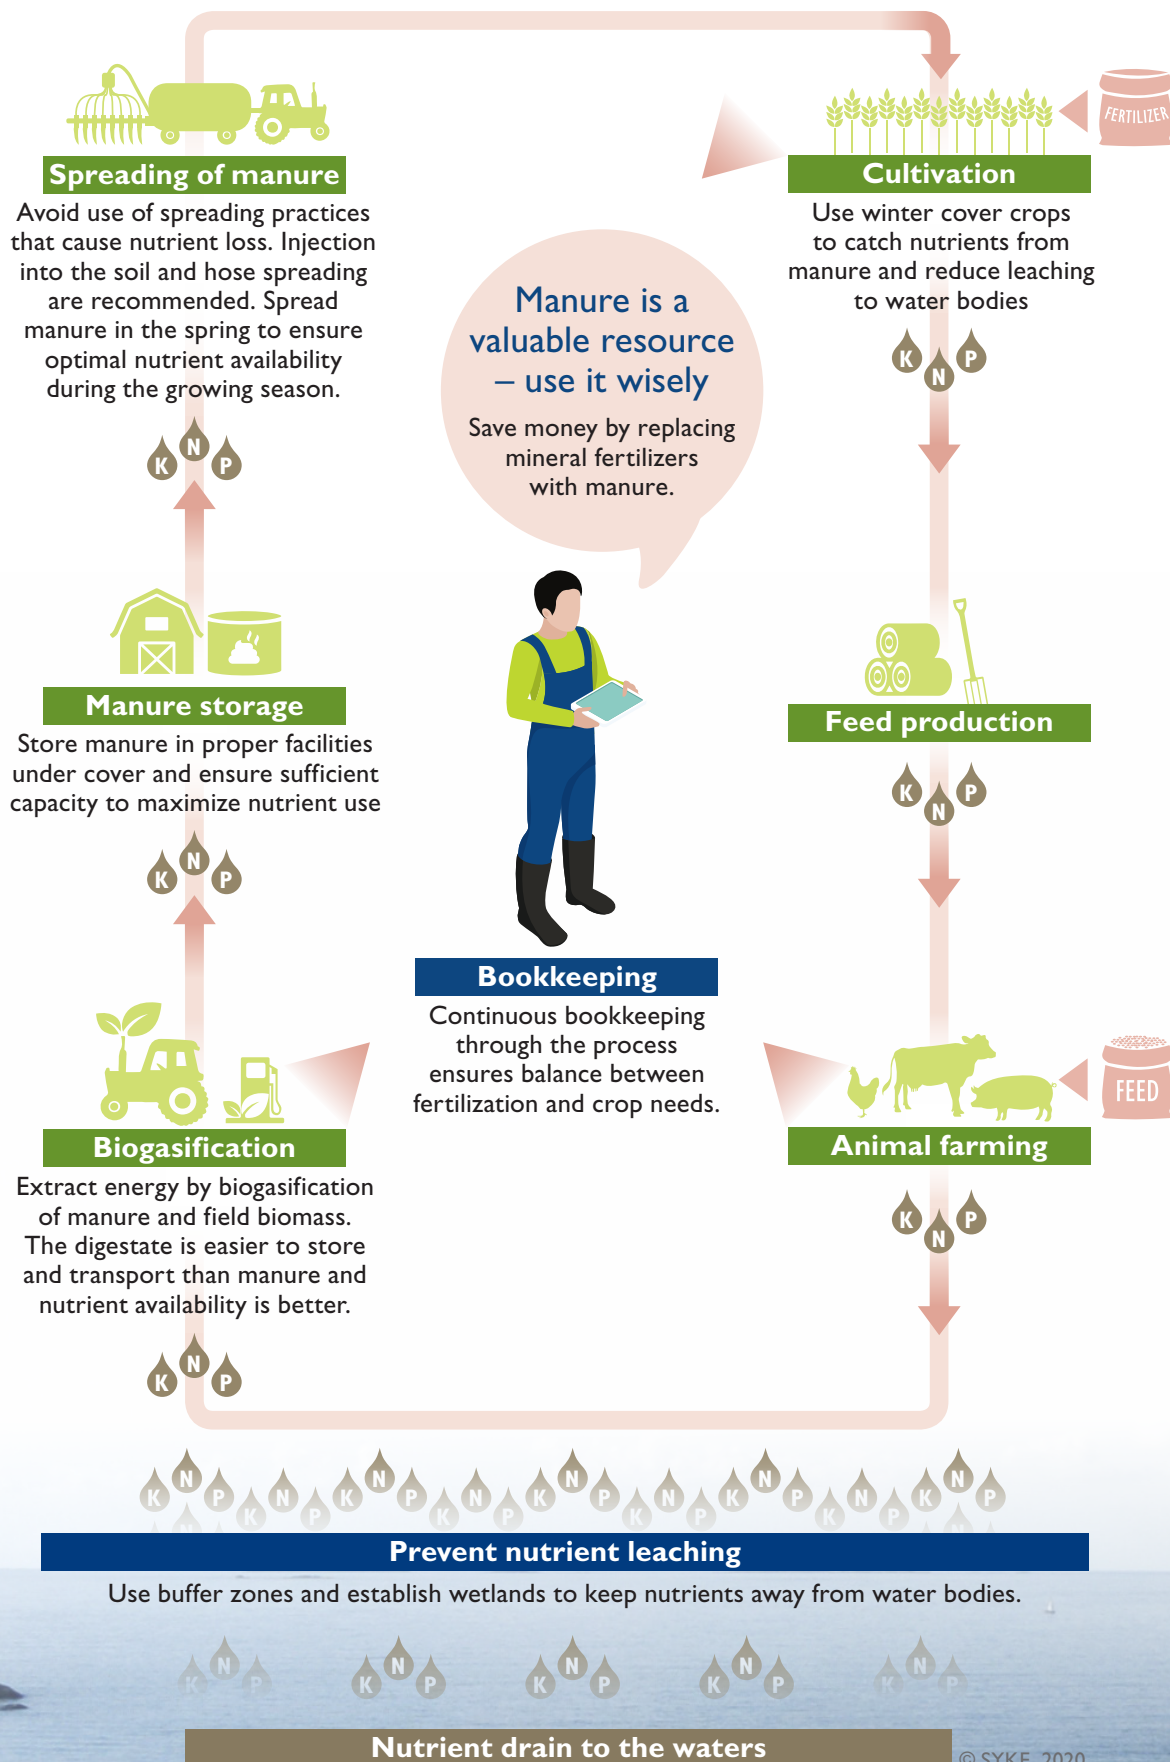 Spreading of manure
Avoid use of spreading practices
that cause nutrient loss. Injection
into the soil and hose spreading
are recommended. Spread
manure in the spring to ensure
optimal nutrient availability
during the growing season.
K N P
Manure storage
Store manure in proper facilities
under cover and ensure sufficient
capacity to maximize nutrient use
K N P
Biogasification
Extract energy by biogasification
of manure and field biomass.
The digestate is easier to store
and transport than manure and
nutrient availability is better.
K N P
Manure is a
valuable resource
– use it wisely
Save money by replacing
mineral fertilizers
with manure.
Bookkeeping
Continuous bookkeeping
through the process
ensures balance between
fertilization and crop needs.
FERTILIZER
Cultivation
Use winter cover crops
to catch nutrients from
manure and reduce leaching
to water bodies
K N P
Feed production
K N P
FEED
Animal farming
K N P
K N P K N P K N P K N P K N P K N P K N P K N P K N P
Prevent nutrient leaching
Use buffer zones and establish wetlands to keep nutrients away from water bodies.
K N P K N P K N P K N P K N P
Nutrient drain to the waters
© SYKE, 2020